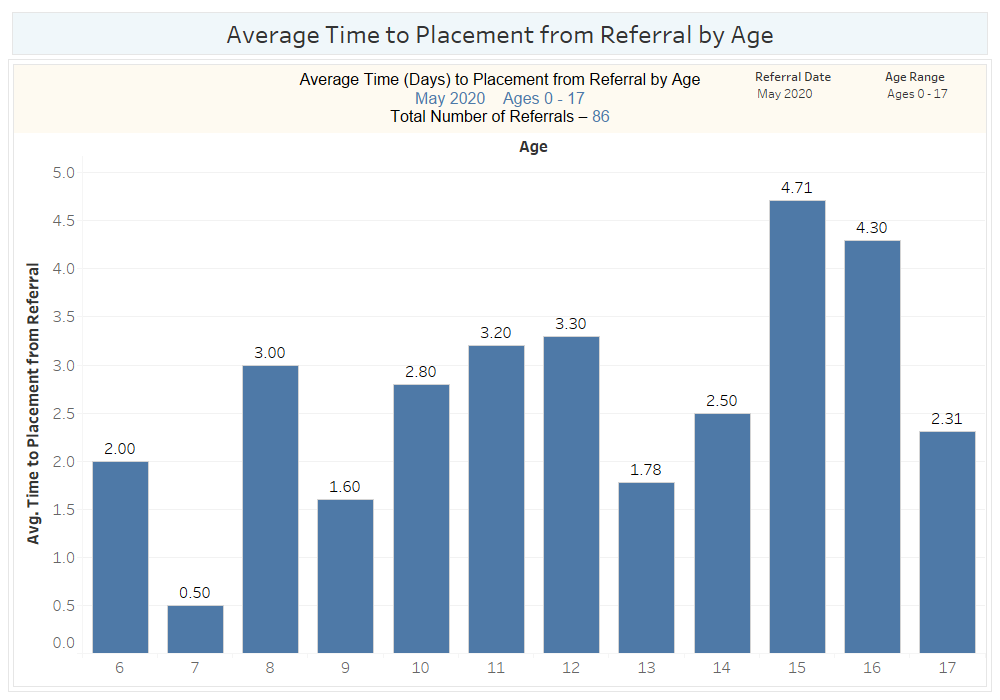 Average Time to Placement from Referral by Age
Average Time (Days) to Placement from Referral by Age
May 2020 Ages 0 - 17
Total Number of Referrals – 86
Referral Date
May 2020
Age Range
Ages 0 - 17
Age
Avg. Time to Placement from Referral
5.0
4.5
4.0
3.5
3.0
2.5
2.0
1.5
1.0
0.5
0.0
2.00
0.50
3.00
1.60
2.80
3.20
3.30
1.78
2.50
4.71
4.30
2.31
6 7 8 9 10 11 12 13 14 15 16 17